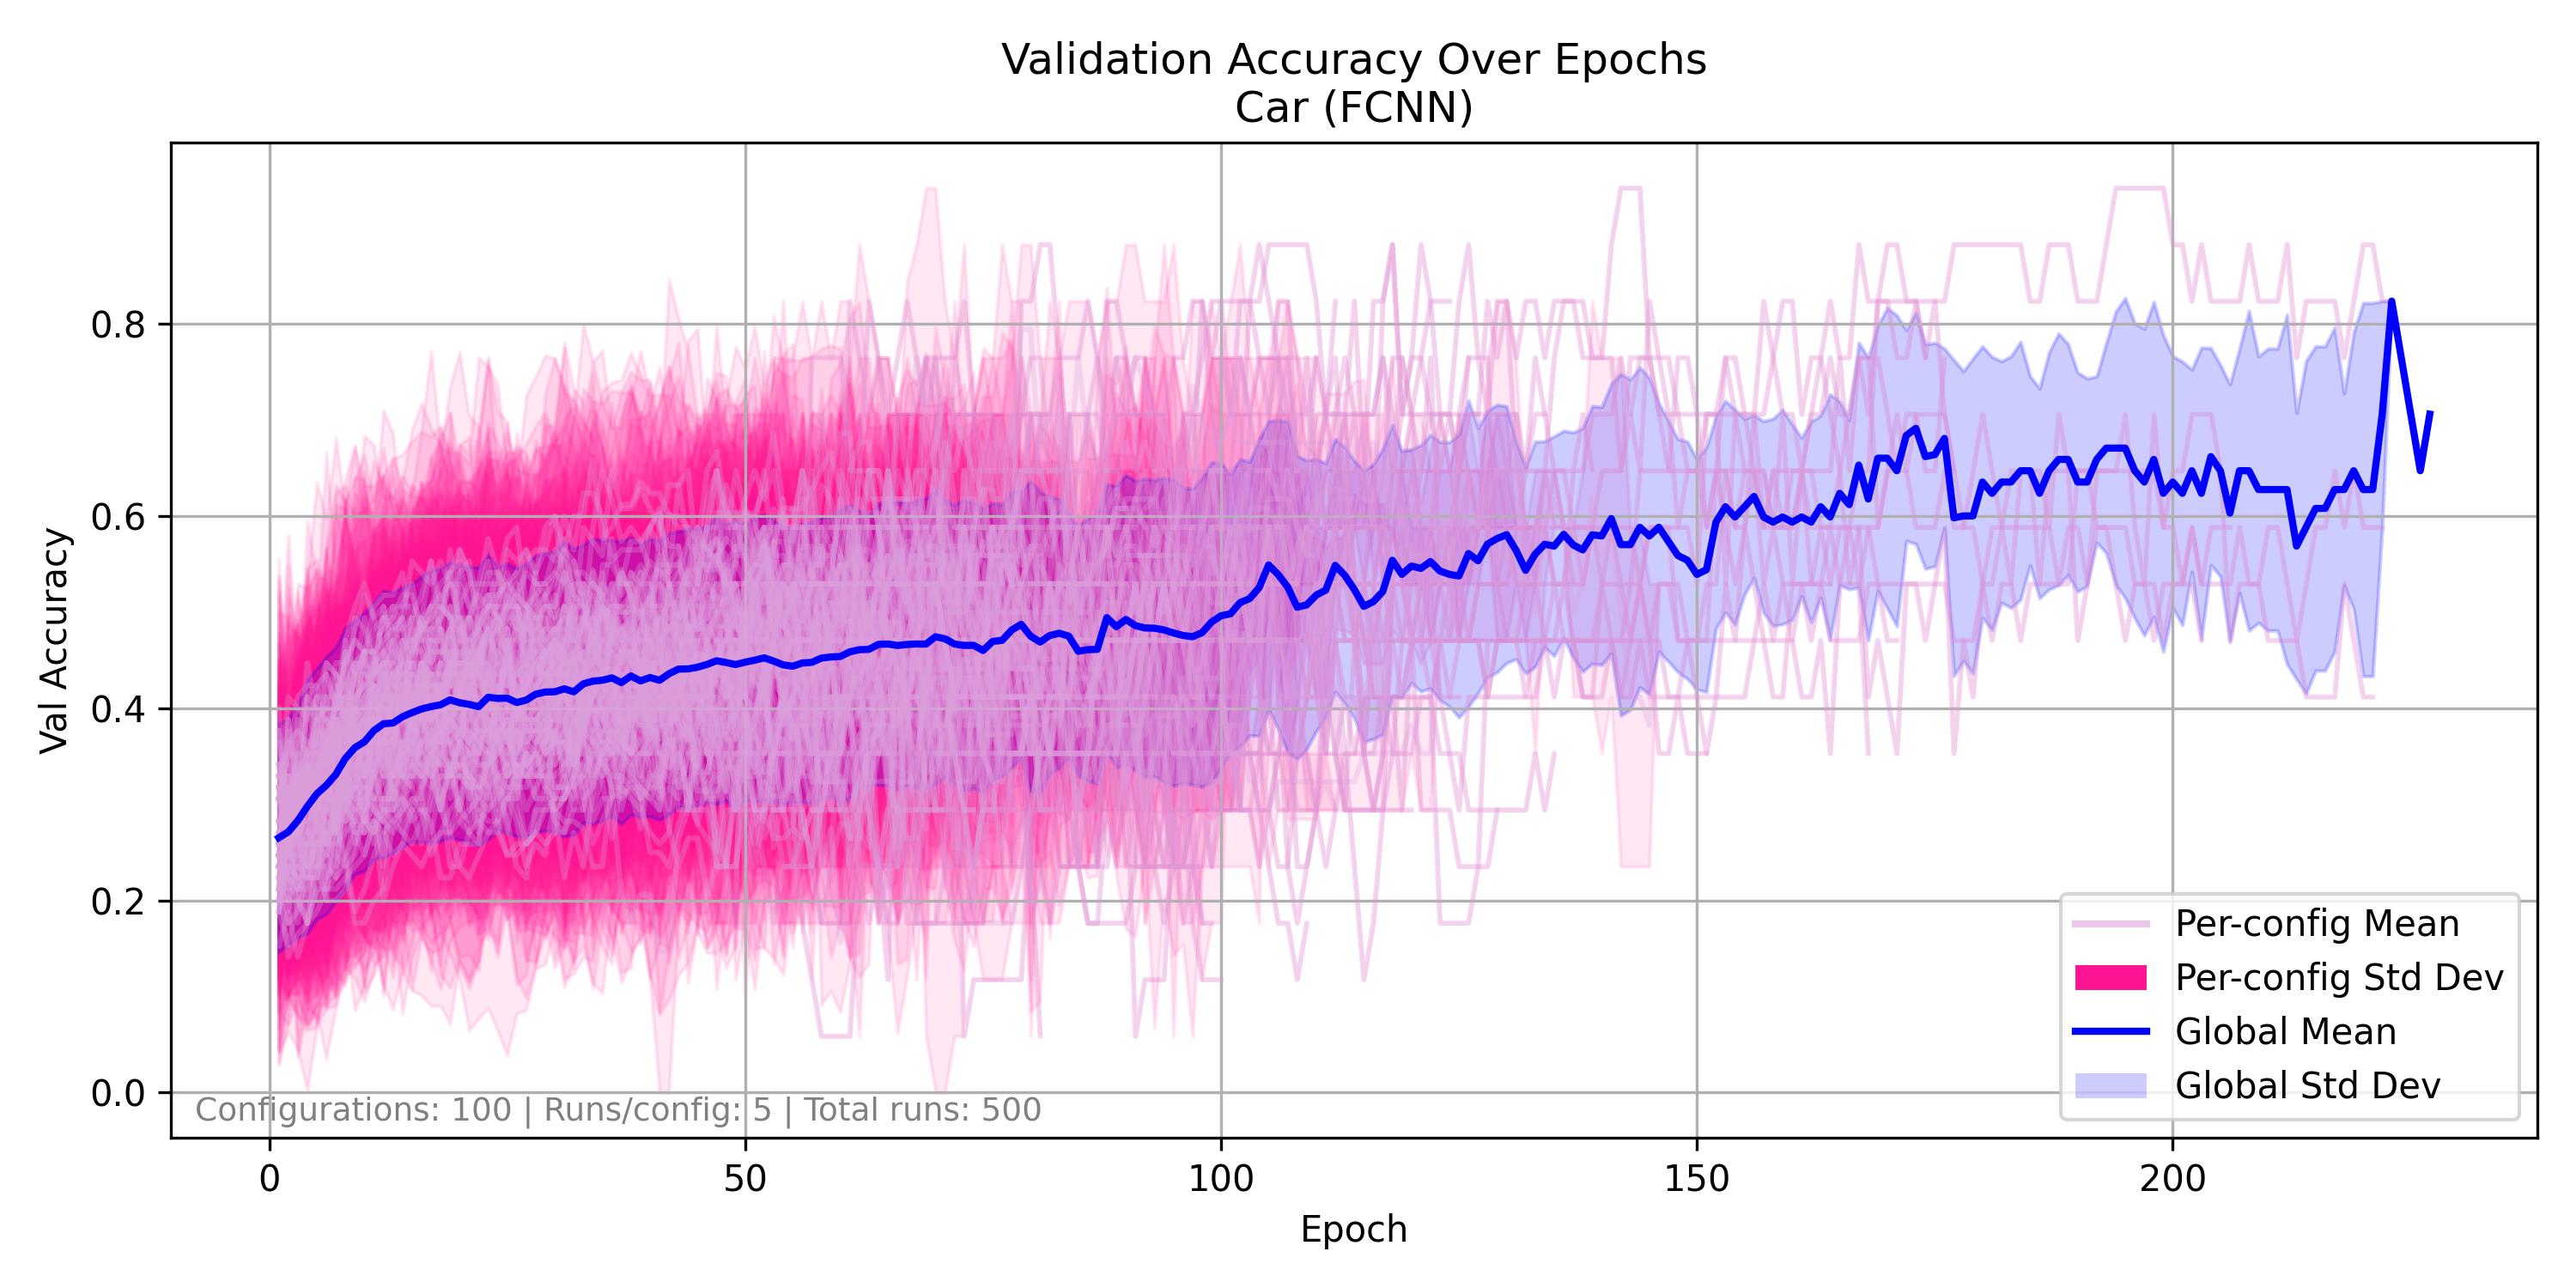 Validation Accuracy Over Epochs
Car (FCNN)
Val Accuracy
0.8
0.6
0.4
0.2
0.0
Configurations: 100 | Runs/config: 5 | Total runs: 500
Per-config Mean
Per-config Std Dev
Global Mean
Global Std Dev
0 50 100 150 200
Epoch